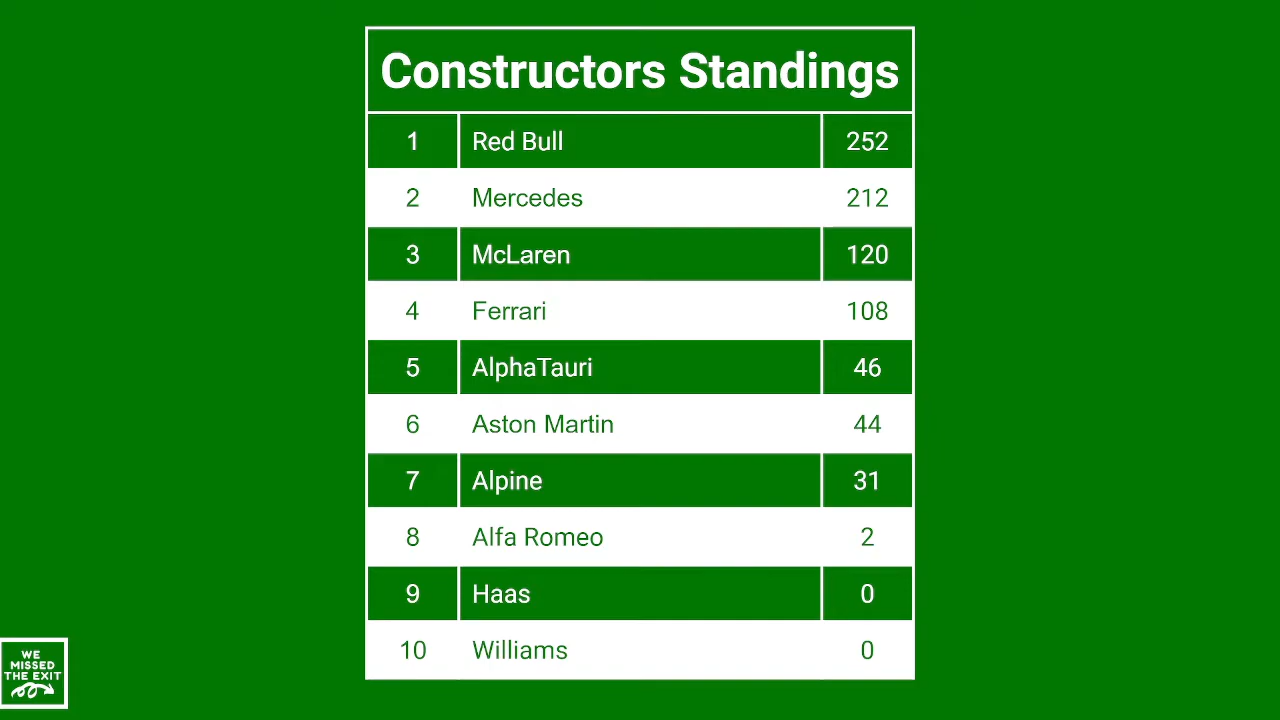 Constructors Standings
1 Red Bull 252
2 Mercedes 212
3 McLaren 120
4 Ferrari 108
5 AlphaTauri 46
6 Aston Martin 44
7 Alpine 31
8 Alfa Romeo 2
9 Haas 0
10 Williams 0
WE
MISSED
THE EXIT